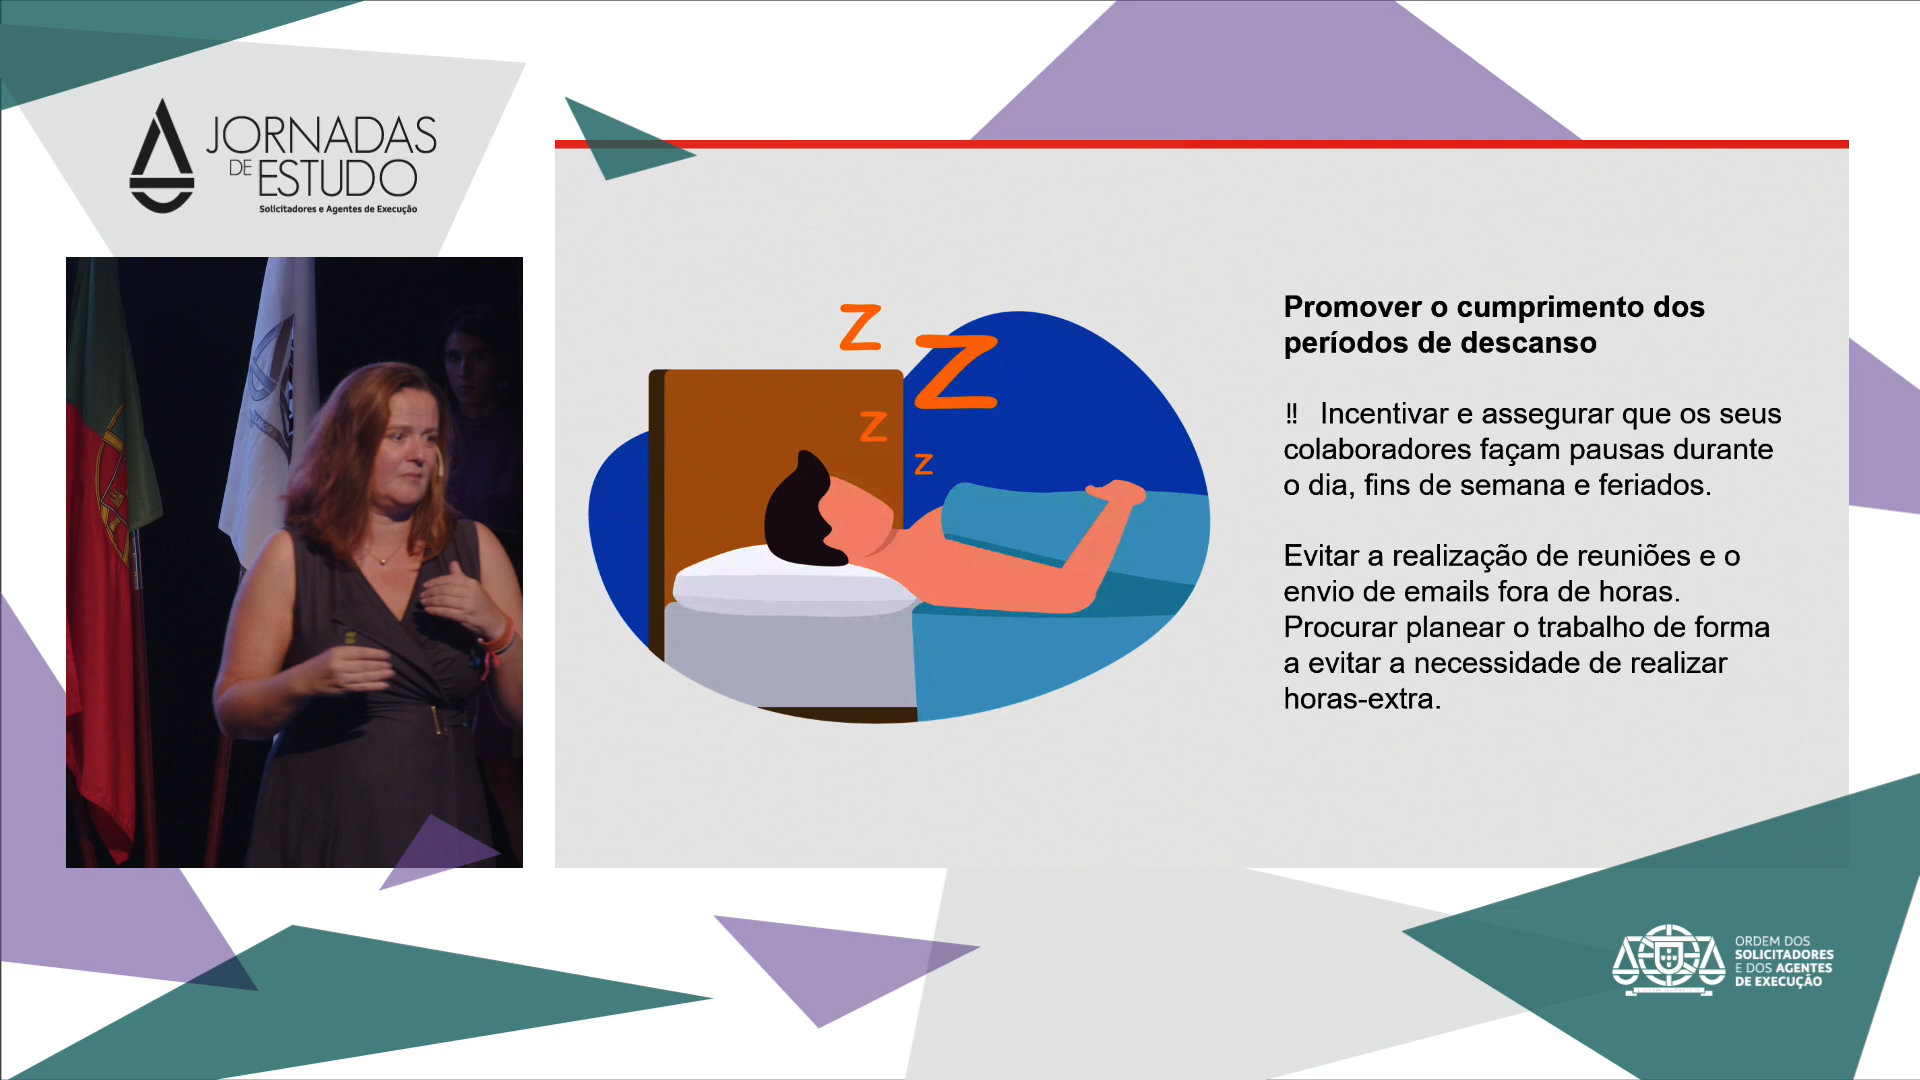 JORNADAS
DE ESTUDO
Solicitadores e Agentes de Execução
Z
Z
Z
Z
Promover o cumprimento dos
períodos de descanso
‼ Incentivar e assegurar que os seus
colaboradores façam pausas durante
o dia, fins de semana e feriados.
Evitar a realização de reuniões e o
envio de emails fora de horas.
Procurar planear o trabalho de forma
a evitar a necessidade de realizar
horas-extra.
ORDEM DOS
SOLICITADORES
E DOS AGENTES
DE EXECUÇÃO